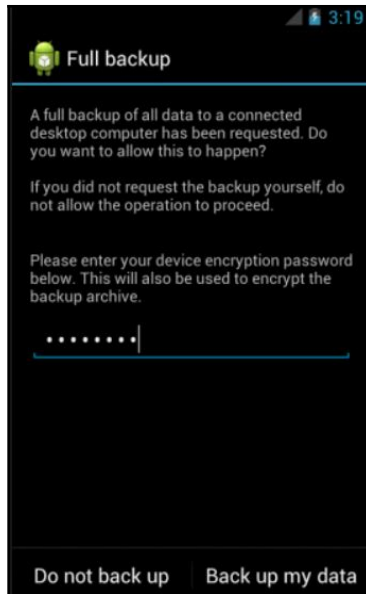 3:19
Full backup
A full backup of all data to a connected
desktop computer has been requested. Do
you want to allow this to happen?
If you did not request the backup yourself, do
not allow the operation to proceed.
Please enter your device encryption password
below. This will also be used to encrypt the
backup archive.
••••••••
Do not back up Back up my data